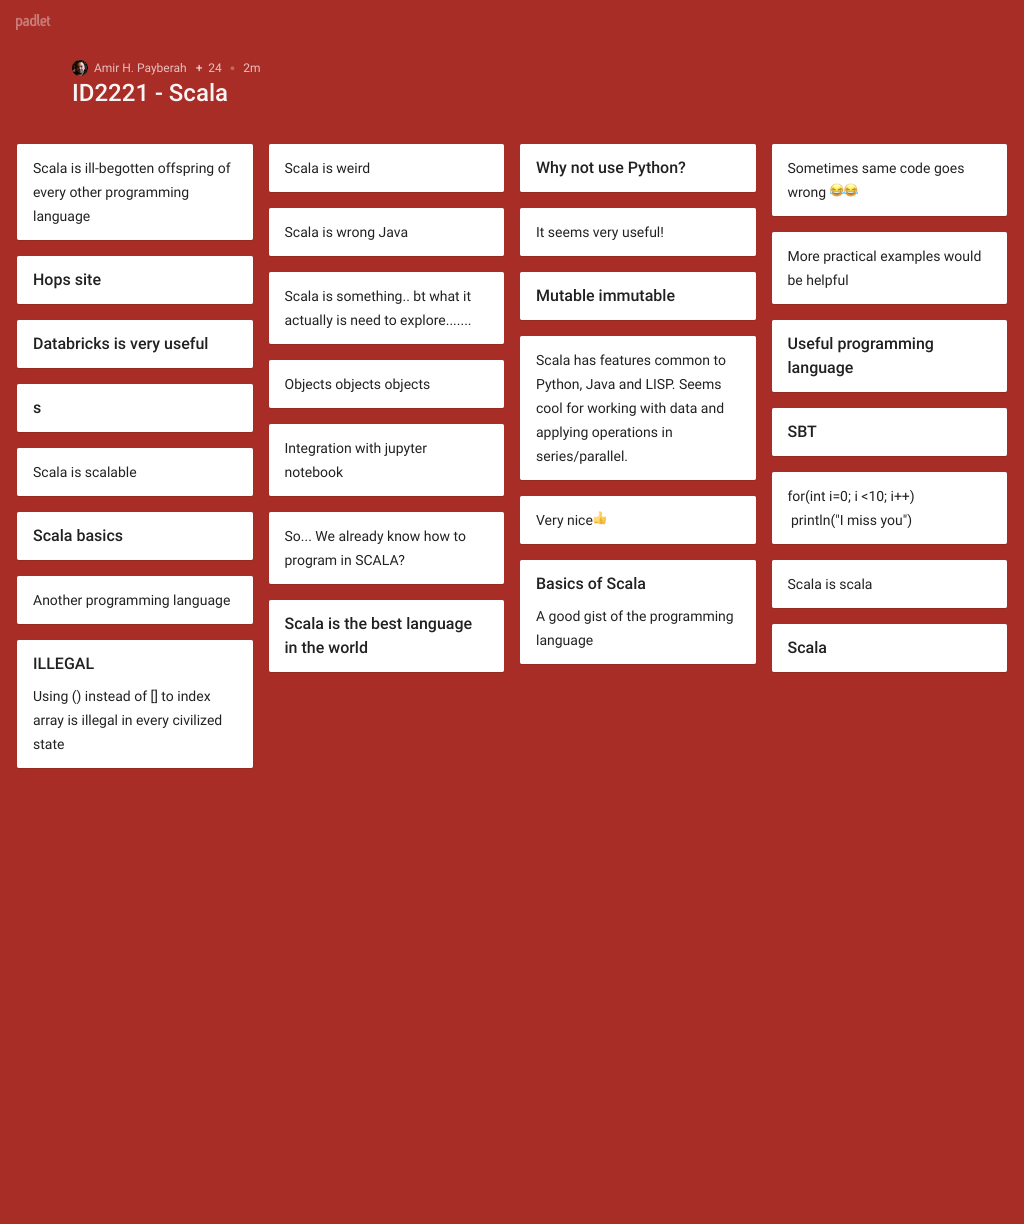 padlet
Amir H. Payberah + 24 • 2m
ID2221 - Scala
Scala is ill-begotten offspring of
every other programming
language
Hops site
Databricks is very useful
s
Scala is scalable
Scala basics
Another programming language
ILLEGAL
Using () instead of [] to index
array is illegal in every civilized
state
Scala is weird
Scala is wrong Java
Scala is something.. bt what it
actually is need to explore.......
Objects objects objects
Integration with jupyter
notebook
So... We already know how to
program in SCALA?
Scala is the best language
in the world
Why not use Python?
It seems very useful!
Mutable immutable
Scala has features common to
Python, Java and LISP. Seems
cool for working with data and
applying operations in
series/parallel.
Very nice👍
Basics of Scala
A good gist of the programming
language
Sometimes same code goes
wrong 😂😂
More practical examples would
be helpful
Useful programming
language
SBT
for(int i=0; i <10; i++)
println("I miss you")
Scala is scala
Scala